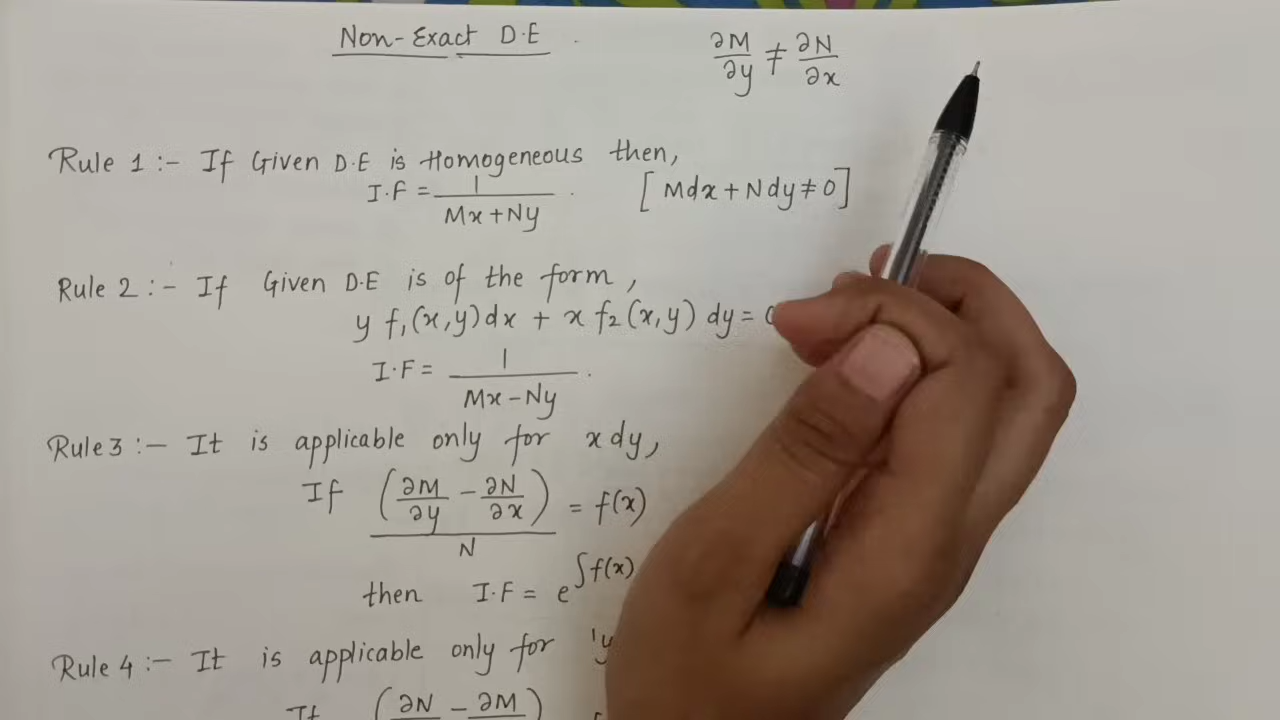 Non-Exact D.E. ∂M/∂y ≠ ∂N/∂x
Rule 1 :- If Given D.E is Homogeneous then,
I.F = 1/(Mx+Ny). [Mdx+Ndy≠0]
Rule 2 :- If Given D.E is of the form,
y f₁(x,y)dx + x f₂(x,y) dy =
I.F = 1/(Mx-Ny).
Rule 3 :- It is applicable only for x dy,
If (∂M/∂y - ∂N/∂x)/N = f(x)
then I.F = e^∫f(x)
Rule 4 :- It is applicable only for 'y
(∂N - ∂M)